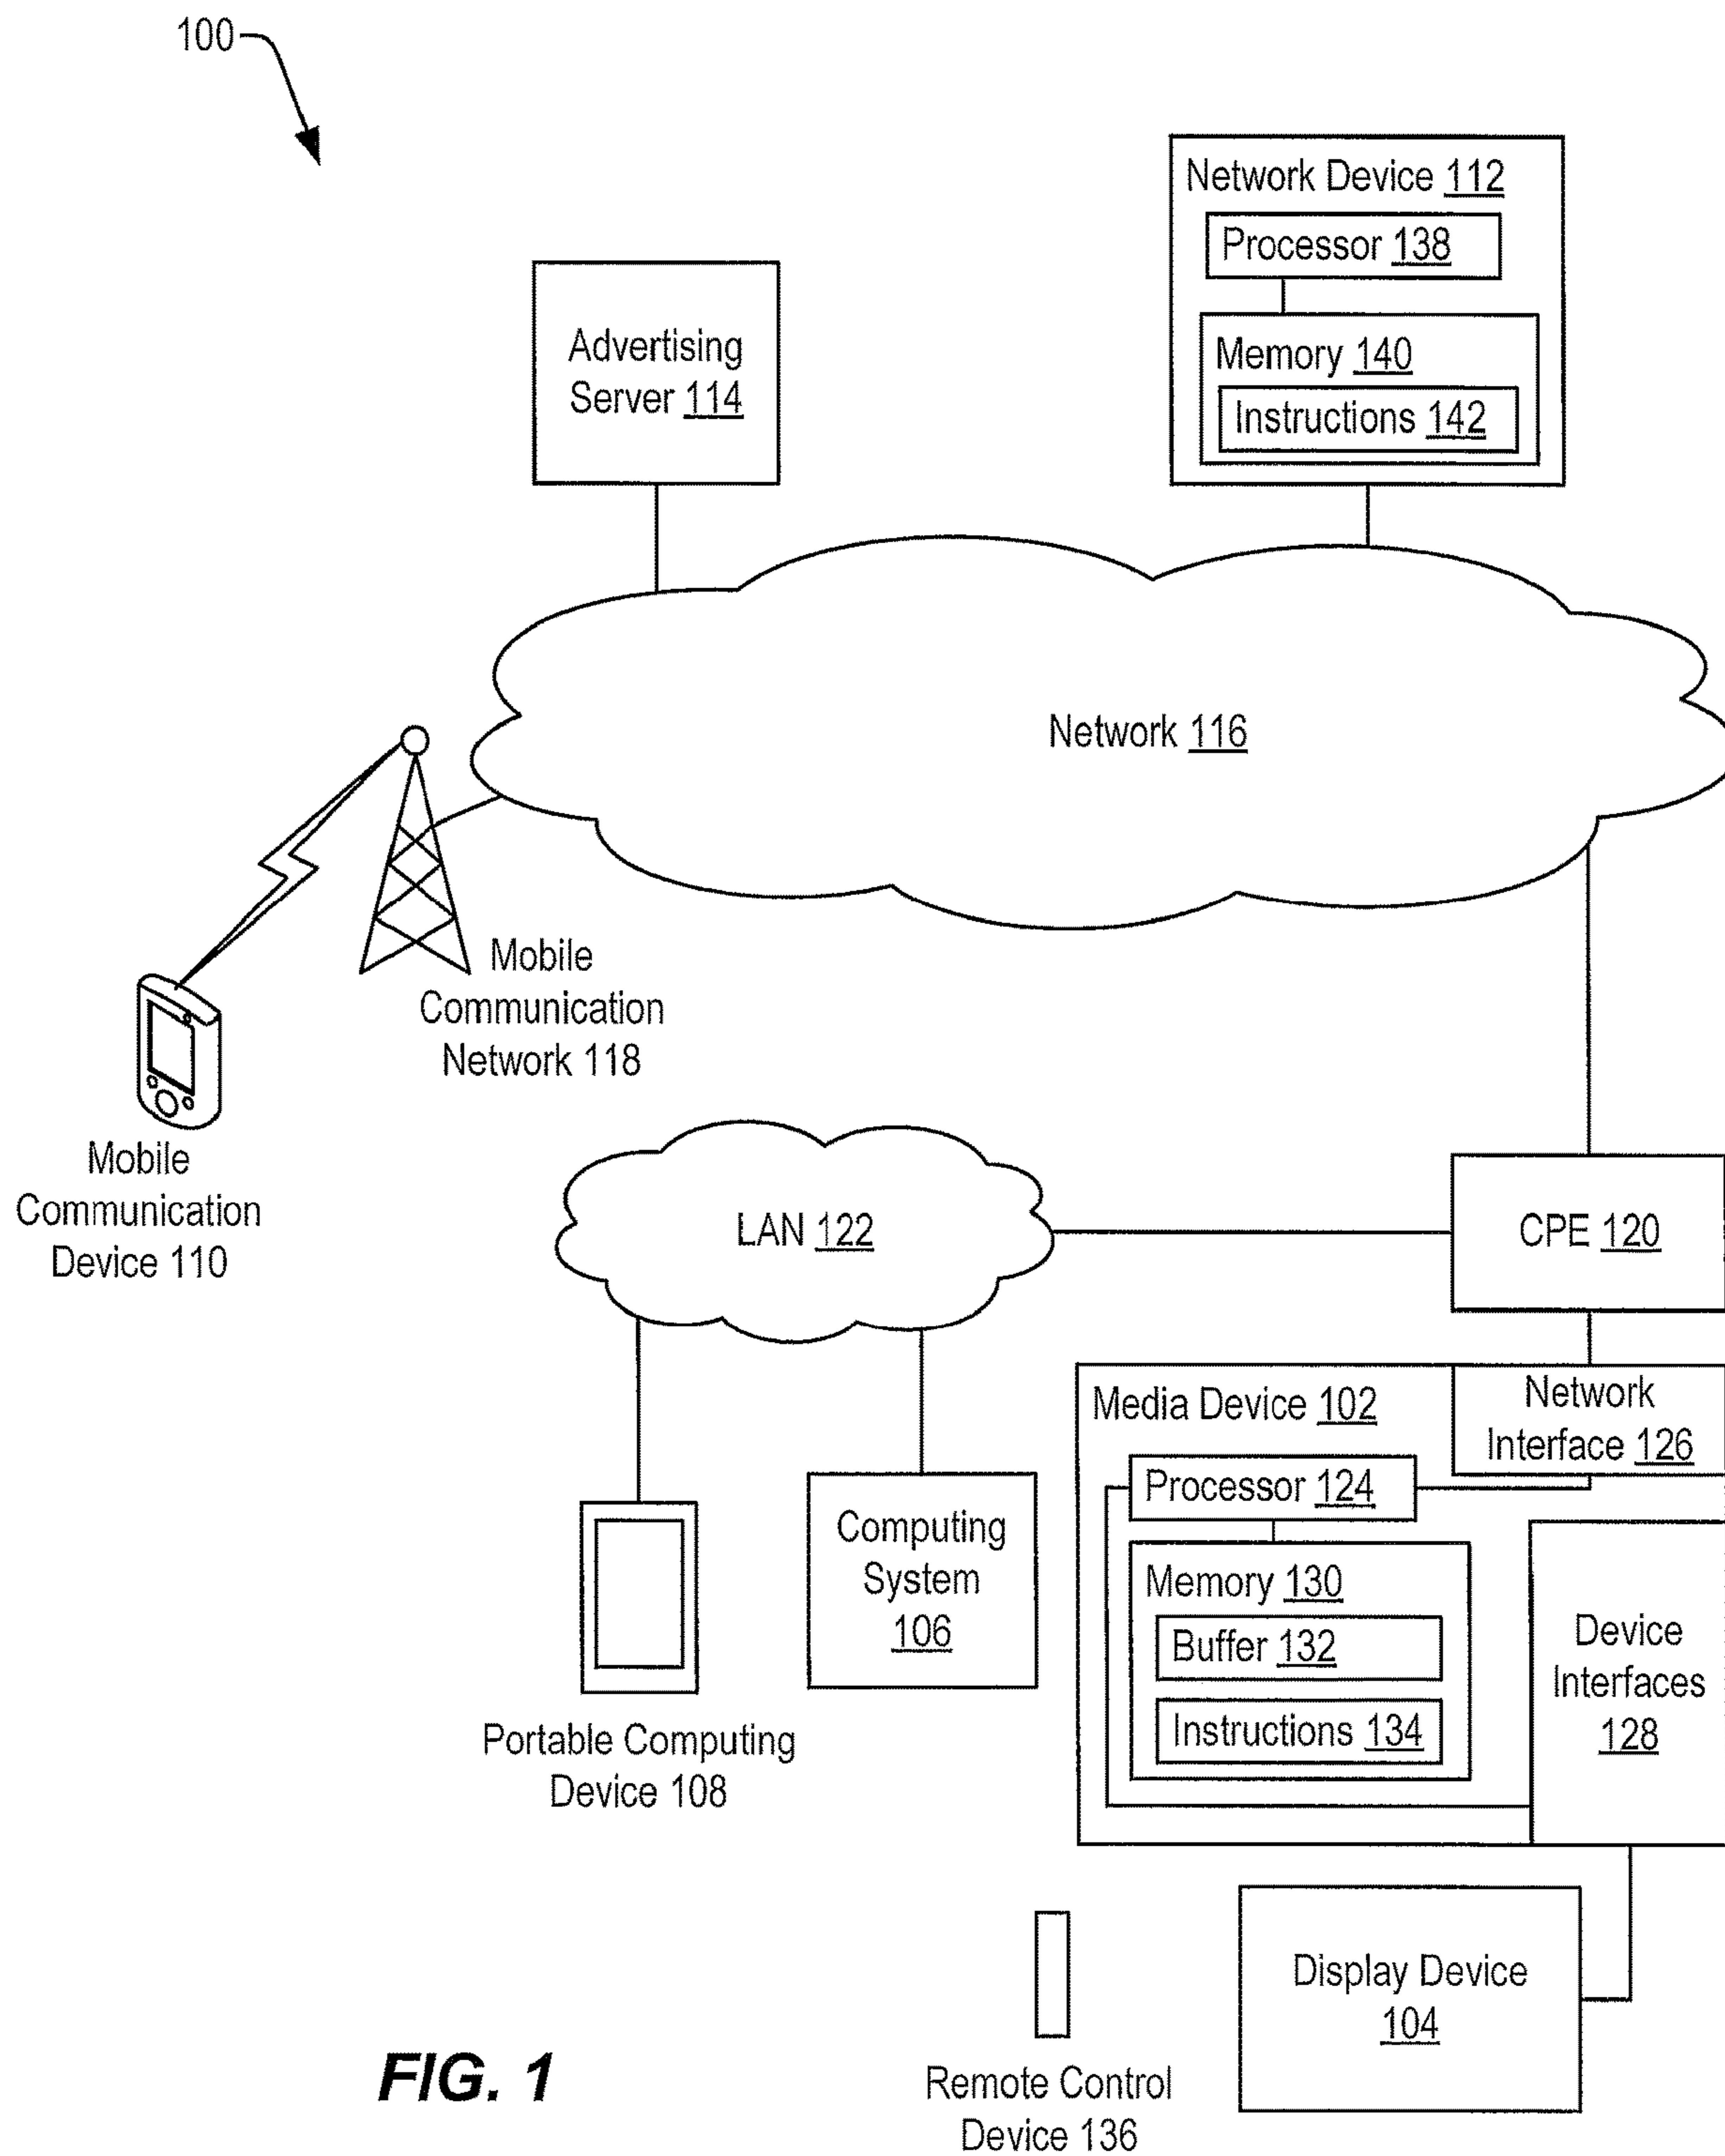 100
Network Device 112
Processor 138
Memory 140
Instructions 142
Advertising
Server 114
Network 116
Mobile
Communication
Network 118
Mobile
Communication
Device 110
LAN 122
CPE 120
Network
Interface 126
Media Device 102
Processor 124
Memory 130
Buffer 132
Instructions 134
Device
Interfaces
128
Computing
System
106
Portable Computing
Device 108
Display Device
104
Remote Control
Device 136
FIG. 1